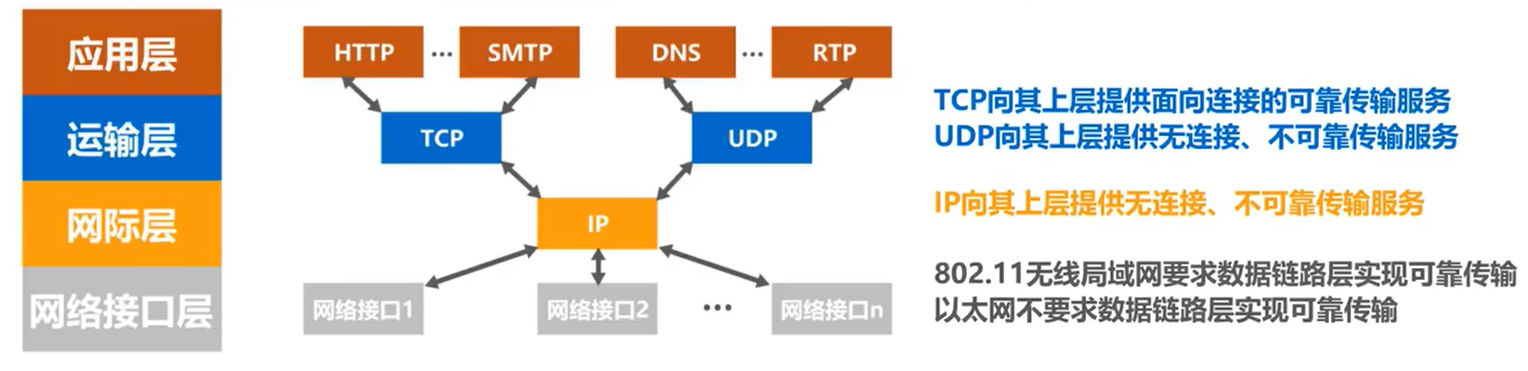 应用层
HTTP ··· SMTP DNS ··· RTP
运输层
TCP UDP
TCP向其上层提供面向连接的可靠传输服务
UDP向其上层提供无连接、不可靠传输服务
网际层
IP
IP向其上层提供无连接、不可靠传输服务
网络接口层
网络接口1 网络接口2 ··· 网络接口n
802.11无线局域网要求数据链路层实现可靠传输
以太网不要求数据链路层实现可靠传输